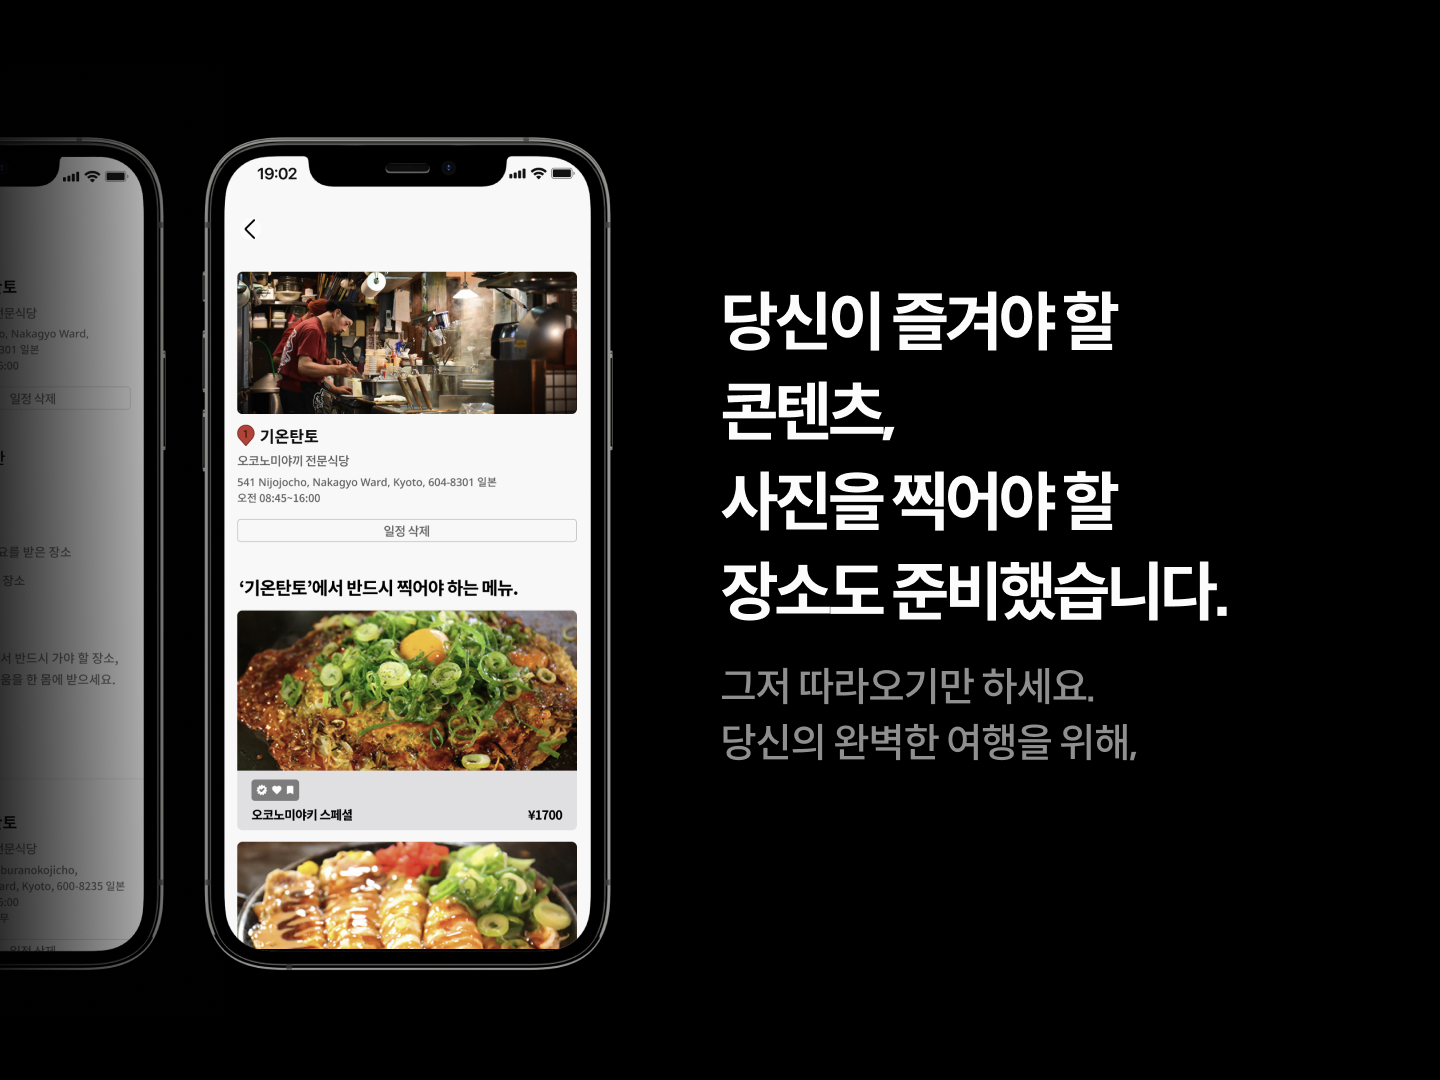 탄토
전문식당
o, Nakagyo Ward,
301 일본
6:00
일정 삭제
요를 받은 장소
장소
서 반드시 가야 할 장소,
움을 한 몸에 받으세요.
탄토
전문식당
buranokojicho,
ard, Kyoto, 600-8235 일본
6:00
무
일정 삭제
19:02
1
기온탄토
오코노미야끼 전문식당
541 Nijojocho, Nakagyo Ward, Kyoto, 604-8301 일본
오전 08:45~16:00
일정 삭제
‘기온탄토’에서 반드시 찍어야 하는 메뉴.
오코노미야키 스페셜
¥1700
당신이 즐겨야 할
콘텐츠,
사진을 찍어야 할
장소도 준비했습니다.
그저 따라오기만 하세요.
당신의 완벽한 여행을 위해,